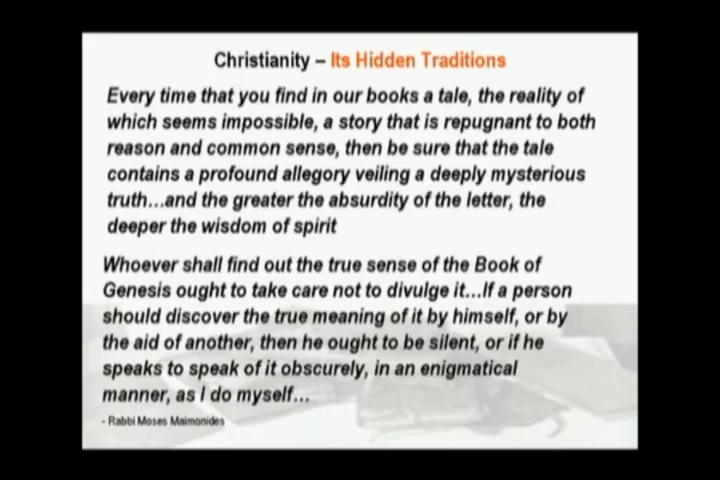 Christianity – Its Hidden Traditions
Every time that you find in our books a tale, the reality of
which seems impossible, a story that is repugnant to both
reason and common sense, then be sure that the tale
contains a profound allegory veiling a deeply mysterious
truth...and the greater the absurdity of the letter, the
deeper the wisdom of spirit
Whoever shall find out the true sense of the Book of
Genesis ought to take care not to divulge it...If a person
should discover the true meaning of it by himself, or by
the aid of another, then he ought to be silent, or if he
speaks to speak of it obscurely, in an enigmatical
manner, as I do myself...
- Rabbi Moses Maimonides